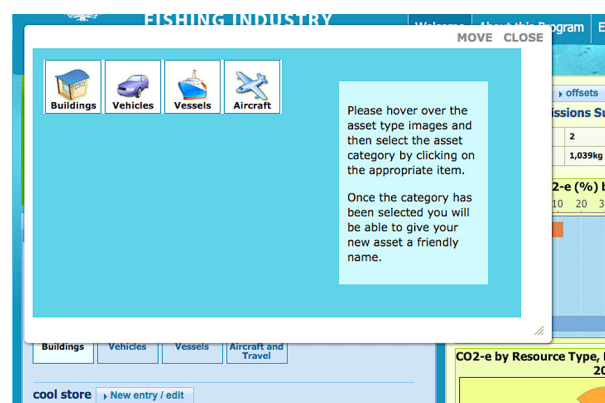 FISHING INDUSTRY
Welcome
About this Program
MOVE CLOSE
Buildings
Vehicles
Vessels
Aircraft
Please hover over the
asset type images and
then select the asset
category by clicking on
the appropriate item.
Once the category has
been selected you will
be able to give your
new asset a friendly
name.
offsets
issions Su
2
1,039kg
2-e (%) b
10 20 3
Buildings
Vehicles
Vessels
Aircraft and
Travel
cool store
New entry / edit
CO2-e by Resource Type,
20